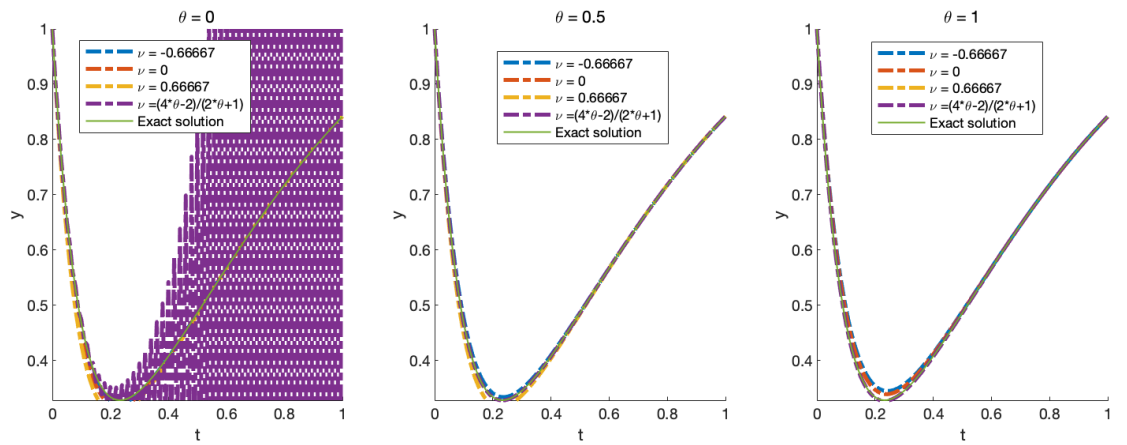 θ = 0
ν = -0.66667
ν = 0
ν = 0.66667
ν =(4*θ-2)/(2*θ+1)
Exact solution
1
0.9
0.8
0.7
0.6
0.5
0.4
y
0 0.2 0.4 0.6 0.8 1
t
θ = 0.5
ν = -0.66667
ν = 0
ν = 0.66667
ν =(4*θ-2)/(2*θ+1)
Exact solution
1
0.9
0.8
0.7
0.6
0.5
0.4
y
0 0.2 0.4 0.6 0.8 1
t
θ = 1
ν = -0.66667
ν = 0
ν = 0.66667
ν =(4*θ-2)/(2*θ+1)
Exact solution
1
0.9
0.8
0.7
0.6
0.5
0.4
y
0 0.2 0.4 0.6 0.8 1
t